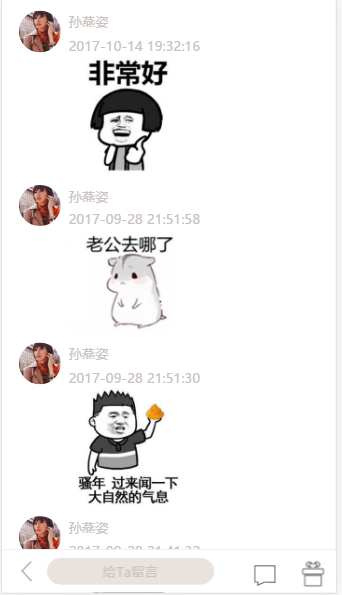 孙燕姿
2017-10-14 19:32:16
非常好
孙燕姿
2017-09-28 21:51:58
老公去哪了
孙燕姿
2017-09-28 21:51:30
骚年 过来闻一下
大自然的气息
孙燕姿
给Ta留言